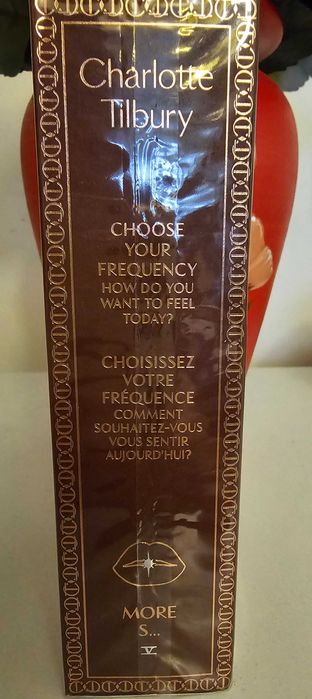 Charlotte
Tilbury
CHOOSE
YOUR
FREQUENCY
HOW DO YOU
WANT TO FEEL
TODAY?
CHOISISSEZ
VOTRE
FRÉQUENCE
COMMENT
SOUHAITEZ-VOUS
VOUS SENTIR
AUJOURD'HUI?
MORE
S...
V